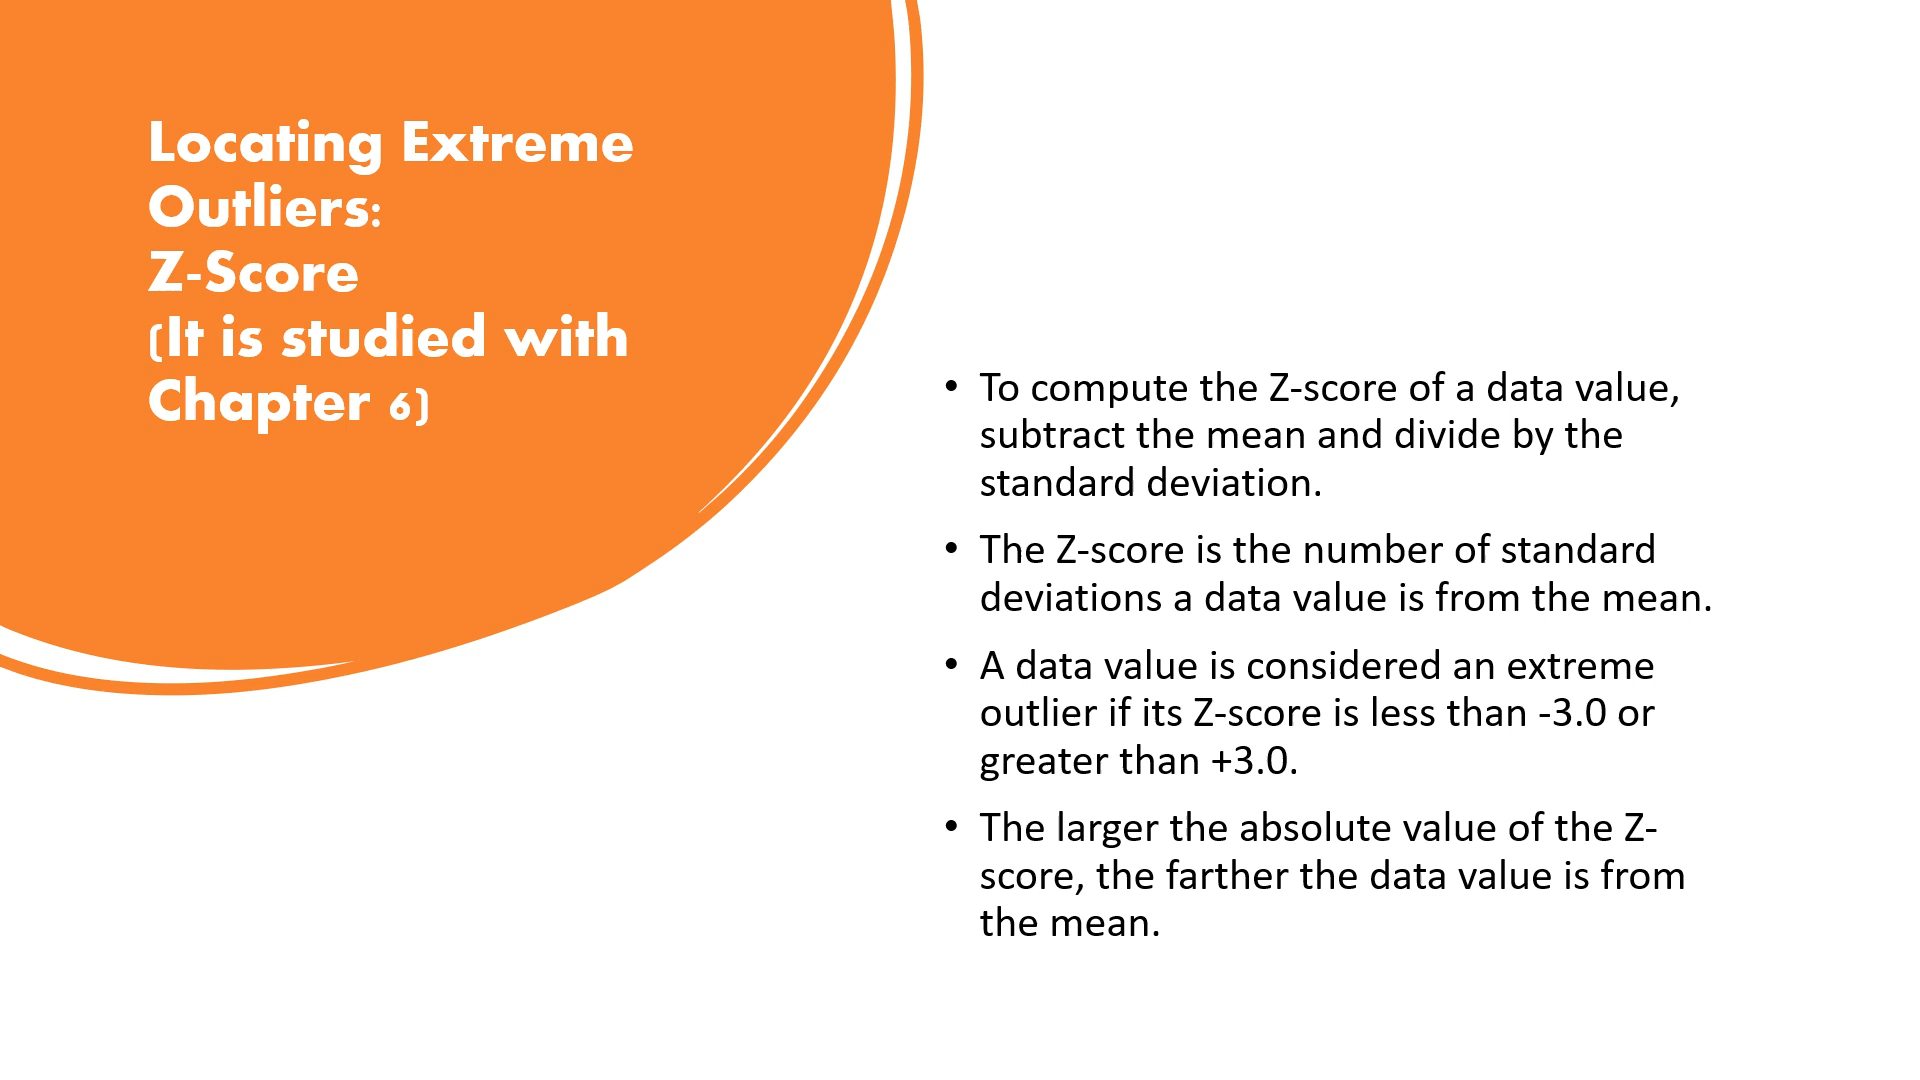 Locating Extreme
Outliers:
Z-Score
(It is studied with
Chapter 6)
• To compute the Z-score of a data value,
subtract the mean and divide by the
standard deviation.
• The Z-score is the number of standard
deviations a data value is from the mean.
• A data value is considered an extreme
outlier if its Z-score is less than -3.0 or
greater than +3.0.
• The larger the absolute value of the Z-
score, the farther the data value is from
the mean.